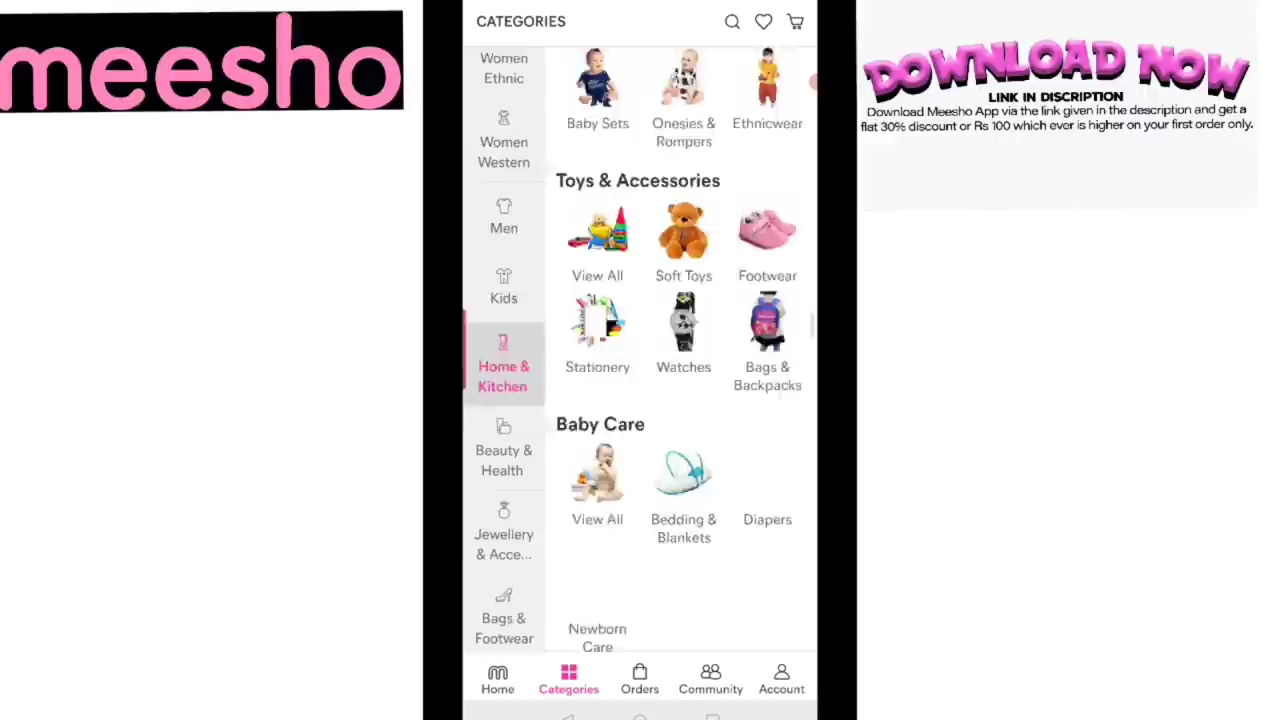 meesho
CATEGORIES
Women
Ethnic
Women
Western
Men
Kids
Home &
Kitchen
Beauty &
Health
Jewellery
& Acce...
Bags &
Footwear
Baby Sets
Onesies &
Rompers
Ethnicwear
Toys & Accessories
View All
Soft Toys
Footwear
Stationery
Watches
Bags &
Backpacks
Baby Care
View All
Bedding &
Blankets
Diapers
Newborn
Care
Home
Categories
Orders
Community
Account
DOWNLOAD NOW
LINK IN DISCRIPTION
Download Meesho App via the link given in the description and get a
flat 30% discount or Rs 100 which ever is higher on your first order only.